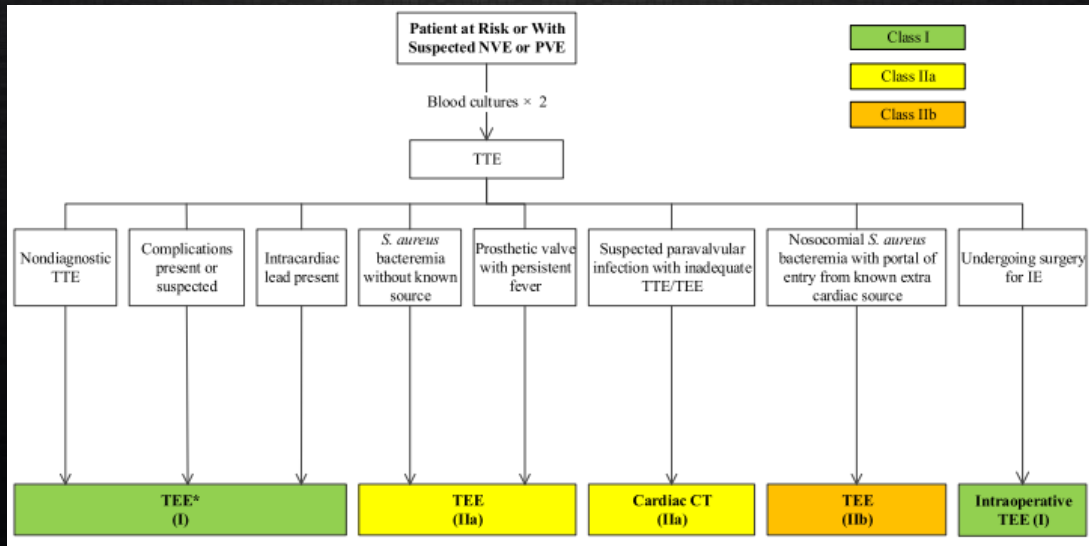 Patient at Risk or With
Suspected NVE or PVE
Class I
Class IIa
Class IIb
Blood cultures × 2
TTE
Nondiagnostic
TTE
Complications
present or
suspected
Intracardiac
lead present
S. aureus
bacteremia
without known
source
Prosthetic valve
with persistent
fever
Suspected paravalvular
infection with inadequate
TTE/TEE
Nosocomial S. aureus
bacteremia with portal of
entry from known extra
cardiac source
Undergoing surgery
for IE
TEE*
(I)
TEE
(IIa)
Cardiac CT
(IIa)
TEE
(IIb)
Intraoperative
TEE (I)